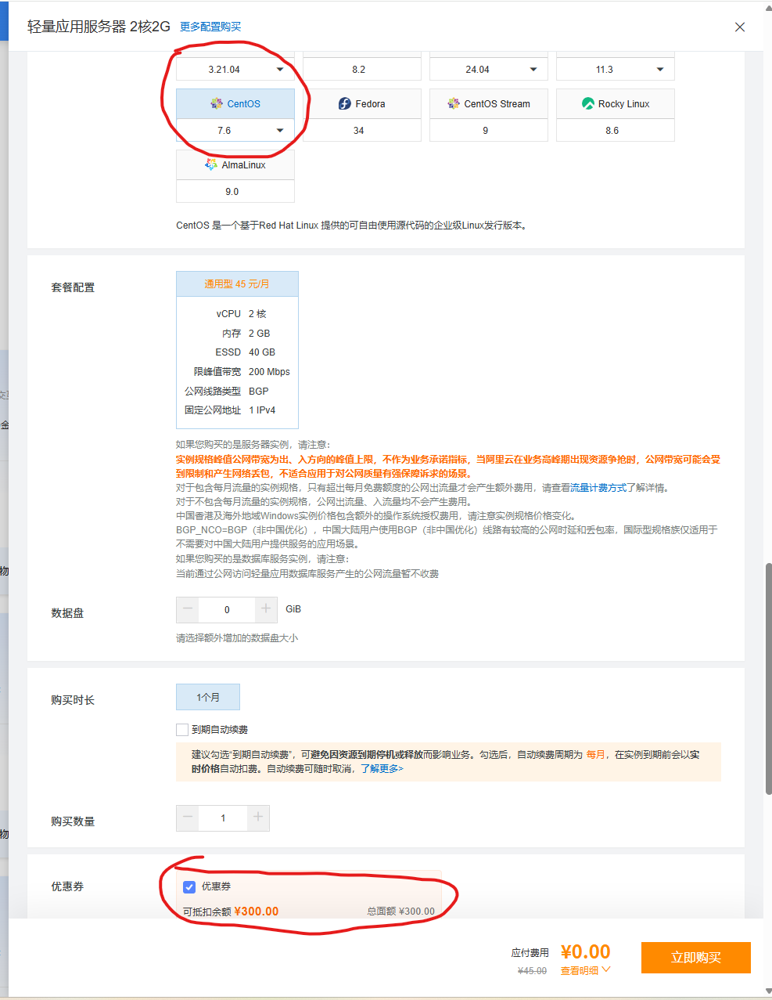 轻量应用服务器 2核2G 更多配置购买
3.21.04 8.2 24.04 11.3
CentOS Fedora CentOS Stream Rocky Linux
7.6 34 9 8.6
AlmaLinux
9.0
CentOS 是一个基于Red Hat Linux 提供的可自由使用源代码的企业级Linux发行版本。
套餐配置
通用型 45 元/月
vCPU 2 核
内存 2 GB
ESSD 40 GB
限峰值带宽 200 Mbps
公网线路类型 BGP
固定公网地址 1 IPv4
如果您购买的是服务器实例，请注意：
实例规格峰值公网带宽为出、入方向的峰值上限，不作为业务承诺指标，当阿里云在业务高峰期出现资源争抢时，公网带宽可能会受
到限制和产生网络丢包，不适合应用于对公网质量有强保障诉求的场景。
对于包含每月流量的实例规格，只有超出每月免费额度的公网出流量才会产生额外费用，请查看流量计费方式了解详情。
对于不包含每月流量的实例规格，公网出流量、入流量均不会产生费用。
中国香港及海外地域Windows实例价格包含额外的操作系统授权费用，请注意实例规格价格变化。
BGP_NCO=BGP（非中国优化），中国大陆用户使用BGP（非中国优化）线路有较高的公网时延和丢包率，国际型规格族仅适用于
不需要对中国大陆用户提供服务的应用场景。
如果您购买的是数据库服务实例，请注意：
当前通过公网访问轻量应用数据库服务产生的公网流量暂不收费
数据盘 0 GiB
请选择额外增加的数据盘大小
购买时长 1个月
到期自动续费
建议勾选“到期自动续费”，可避免因资源到期停机或释放而影响业务。勾选后，自动续费周期为 每月，在实例到期前会以实
时价格自动扣费。自动续费可随时取消，了解更多>
购买数量 1
优惠券 优惠券
可抵扣余额 ¥300.00 总面额 ¥300.00
应付费用 ¥0.00 立即购买
¥45.00 查看明细
金
物
物